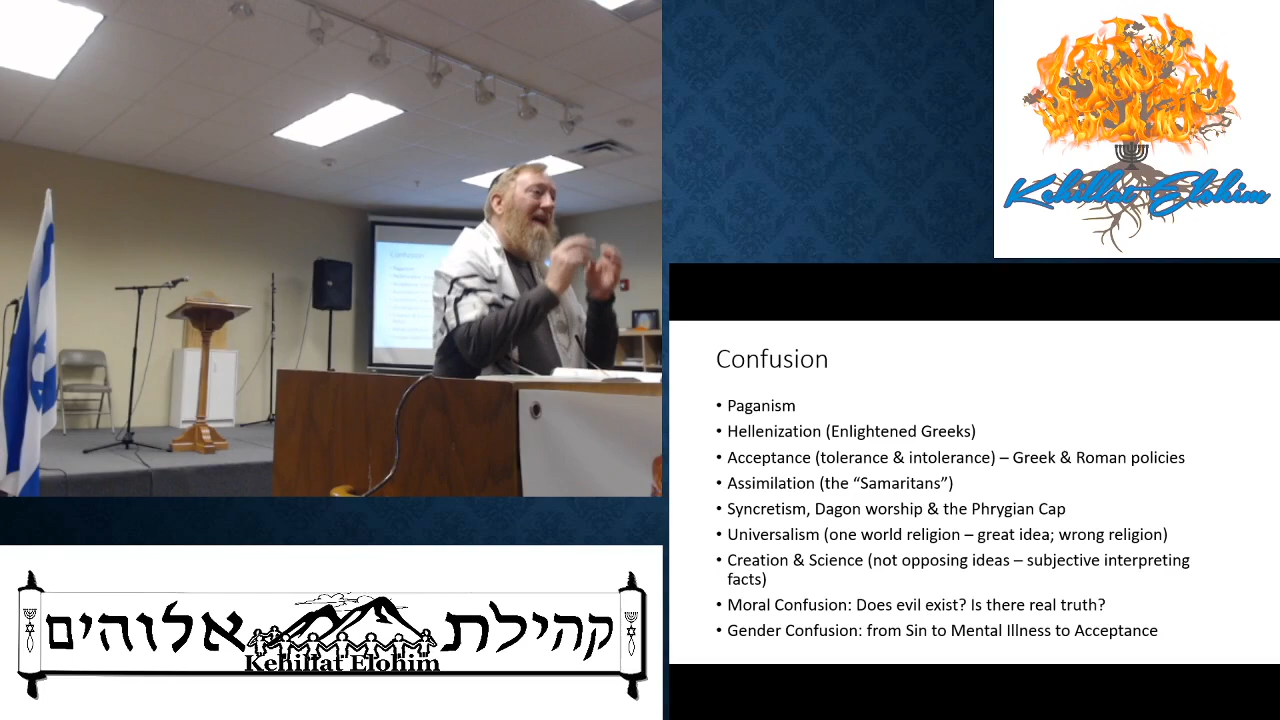 Kehillat Elohim
Confusion
• Paganism
• Hellenization (Enlightened Greeks)
• Acceptance (tolerance & intolerance) – Greek & Roman policies
• Assimilation (the “Samaritans”)
• Syncretism, Dagon worship & the Phrygian Cap
• Universalism (one world religion – great idea; wrong religion)
• Creation & Science (not opposing ideas – subjective interpreting
facts)
• Moral Confusion: Does evil exist? Is there real truth?
• Gender Confusion: from Sin to Mental Illness to Acceptance
Confusion
קהילת אלוהים
Kehillat Elohim